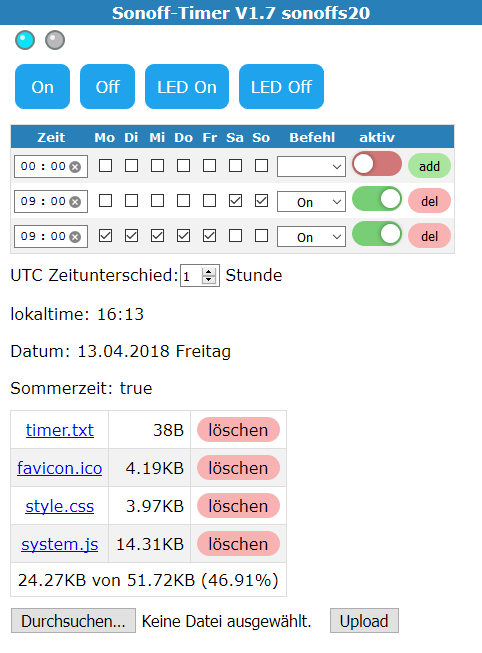 Sonoff-Timer V1.7 sonoffs20
On Off LED On LED Off
Zeit Mo Di Mi Do Fr Sa So Befehl aktiv
00 : 00 add
09 : 00 On del
09 : 00 On del
UTC Zeitunterschied: 1 Stunde
lokaltime: 16:13
Datum: 13.04.2018 Freitag
Sommerzeit: true
timer.txt 38B löschen
favicon.ico 4.19KB löschen
style.css 3.97KB löschen
system.js 14.31KB löschen
24.27KB von 51.72KB (46.91%)
Durchsuchen... Keine Datei ausgewählt. Upload